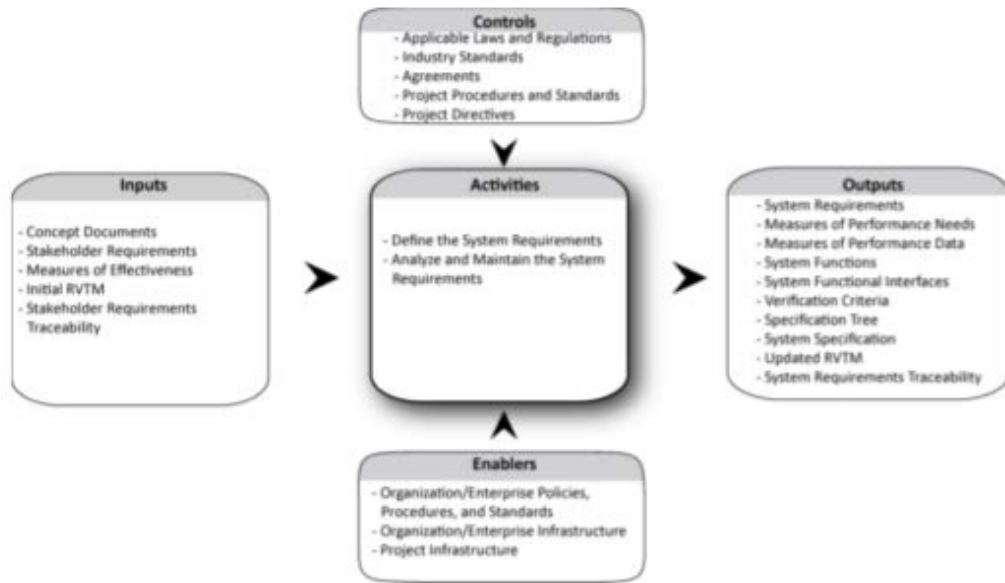 Controls
- Applicable Laws and Regulations
- Industry Standards
- Agreements
- Project Procedures and Standards
- Project Directives
Inputs
- Concept Documents
- Stakeholder Requirements
- Measures of Effectiveness
- Initial RVTM
- Stakeholder Requirements
Traceability
Activities
- Define the System Requirements
- Analyze and Maintain the System
Requirements
Outputs
- System Requirements
- Measures of Performance Needs
- Measures of Performance Data
- System Functions
- System Functional Interfaces
- Verification Criteria
- Specification Tree
- System Specification
- Updated RVTM
- System Requirements Traceability
Enablers
- Organization/Enterprise Policies,
Procedures, and Standards
- Organization/Enterprise Infrastructure
- Project Infrastructure